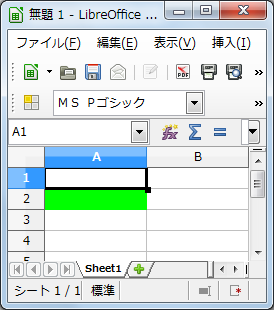 無題 1 - LibreOffice ...
ファイル(F) 編集(E) 表示(V) 挿入(I)
PDF
ＭＳ Ｐゴシック
A1
A B
1
2
3
4
5
Sheet1
シート 1 / 1 標準